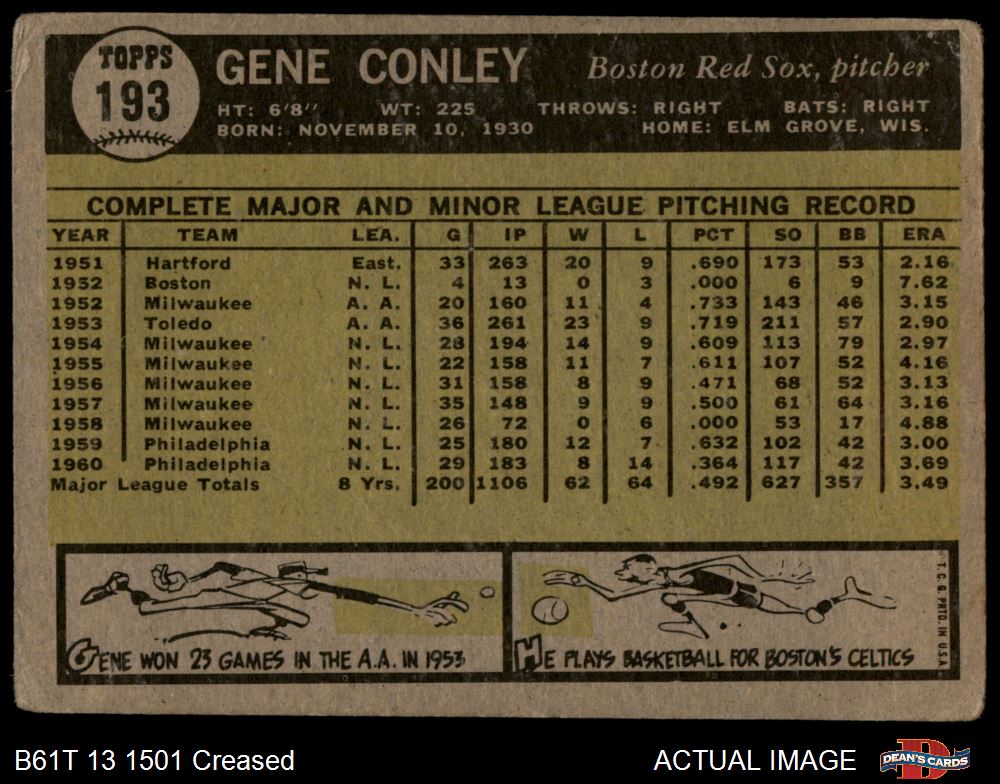 TOPPS
193
GENE CONLEY
Boston Red Sox, pitcher
HT: 6'8" WT: 225 THROWS: RIGHT BATS: RIGHT
BORN: NOVEMBER 10, 1930 HOME: ELM GROVE, WIS.
COMPLETE MAJOR AND MINOR LEAGUE PITCHING RECORD
YEAR TEAM LEA. G IP W L PCT SO BB ERA
1951 Hartford East. 33 263 20 9 .690 173 53 2.16
1952 Boston N. L. 4 13 0 3 .000 6 9 7.62
1952 Milwaukee A. A. 20 160 11 4 .733 143 46 3.15
1953 Toledo A. A. 36 261 23 9 .719 211 57 2.90
1954 Milwaukee N. L. 28 194 14 9 .609 113 79 2.97
1955 Milwaukee N. L. 22 158 11 7 .611 107 52 4.16
1956 Milwaukee N. L. 31 158 8 9 .471 68 52 3.13
1957 Milwaukee N. L. 35 148 9 9 .500 61 64 3.16
1958 Milwaukee N. L. 26 72 0 6 .000 53 17 4.88
1959 Philadelphia N. L. 25 180 12 7 .632 102 42 3.00
1960 Philadelphia N. L. 29 183 8 14 .364 117 42 3.69
Major League Totals 8 Yrs. 200 1106 62 64 .492 627 357 3.49
GENE WON 23 GAMES IN THE A.A. IN 1953
HE PLAYS BASKETBALL FOR BOSTON'S CELTICS
T. C. G. PRTD. IN U.S.A.
B61T 13 1501 Creased
ACTUAL IMAGE
DEAN'S CARDS